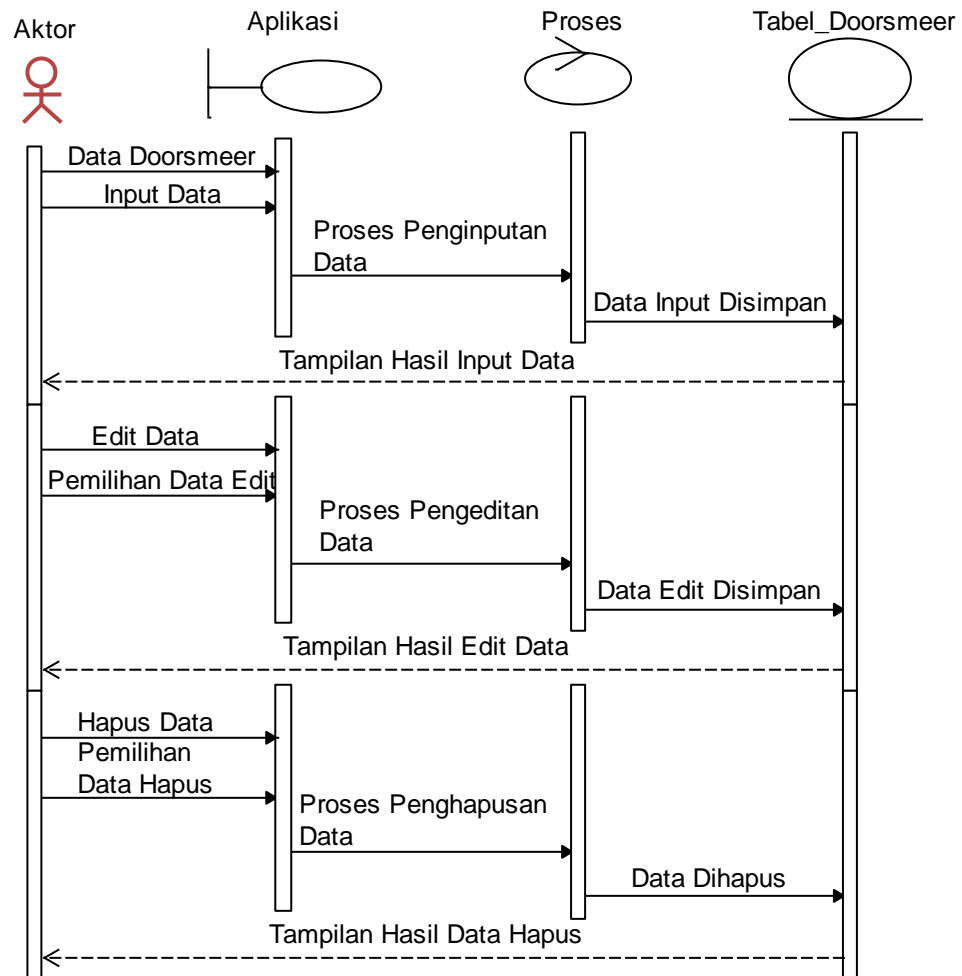 Aktor
Aplikasi
Proses
Tabel_Doorsmeer
Data Doorsmeer
Input Data
Proses Penginputan
Data
Data Input Disimpan
Tampilan Hasil Input Data
Edit Data
Pemilihan Data Edit
Proses Pengeditan
Data
Data Edit Disimpan
Tampilan Hasil Edit Data
Hapus Data
Pemilihan
Data Hapus
Proses Penghapusan
Data
Data Dihapus
Tampilan Hasil Data Hapus